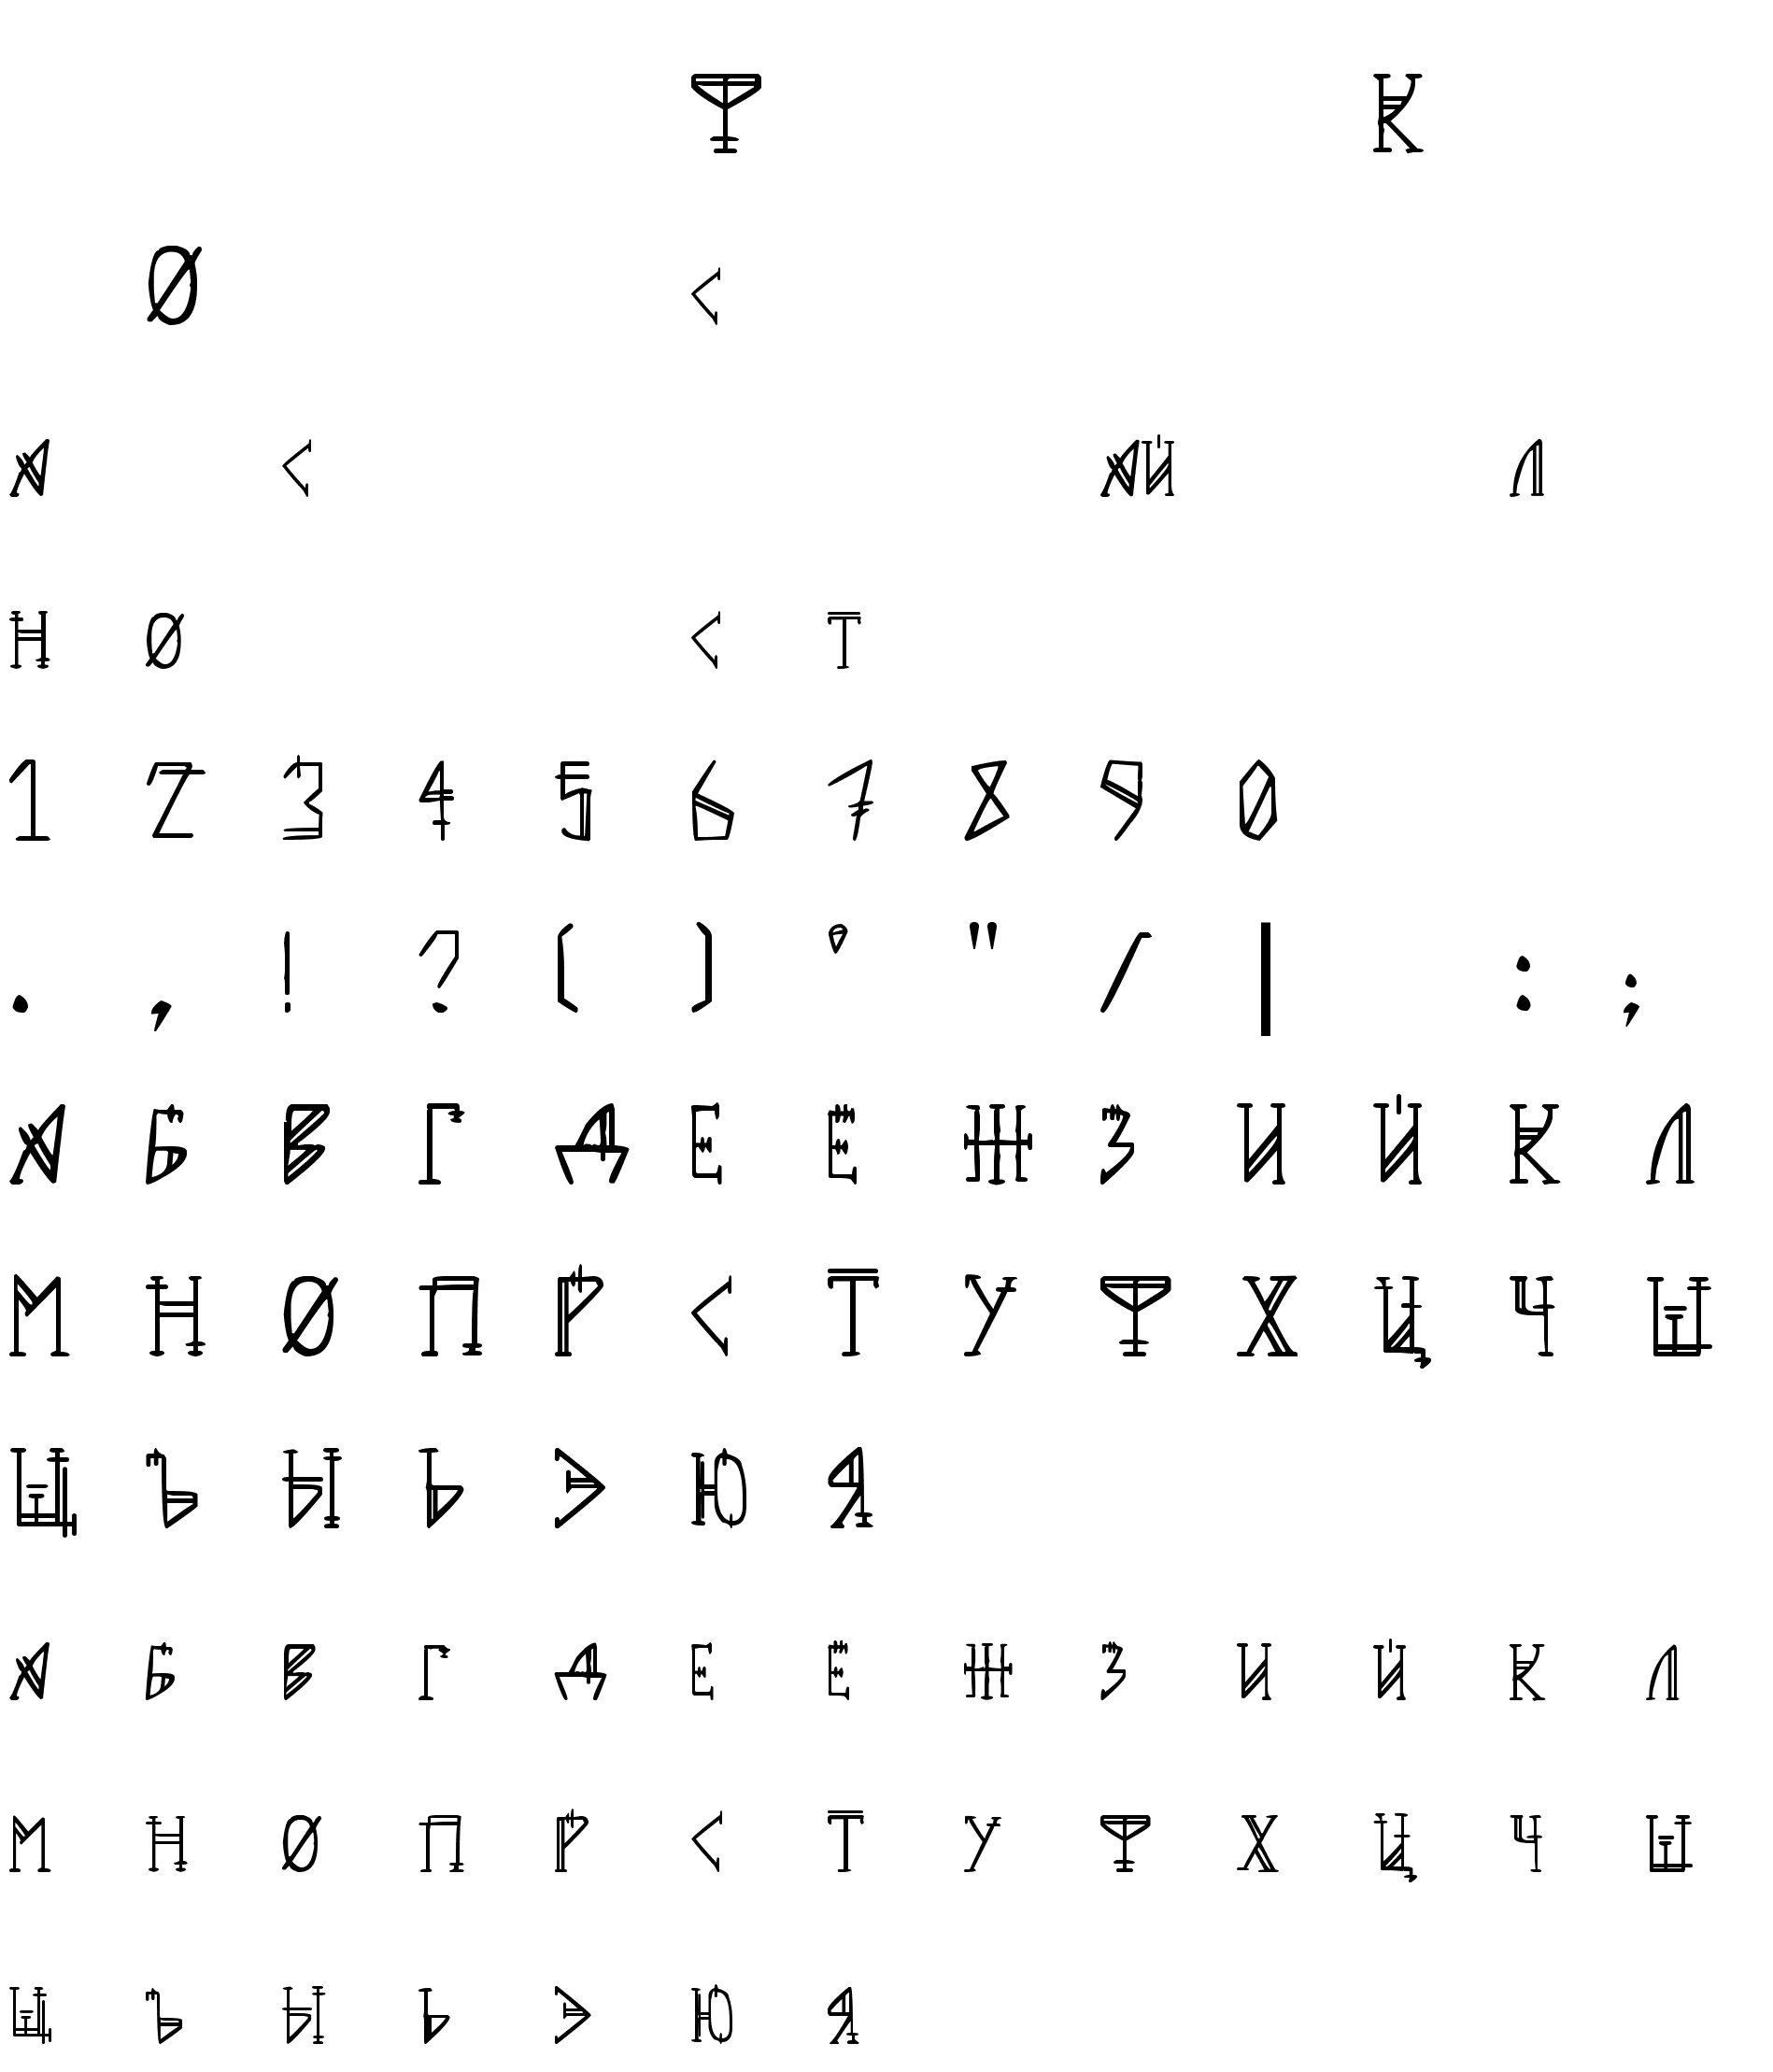 Ф К
О с
а с ай л
н о с т
1 2 3 4 5 6 7 8 9 0
. , ! ? ( ) ' " / | : ;
А Б В Г Д Е Ё Ж З И Й К Л
М Н О П Р С Т У Ф Х Ц Ч Ш
Щ Ъ Ы Ь Э Ю Я
а б в г д е ё ж з и й к л
м н о п р с т у ф х ц ч ш
щ ъ ы ь э ю я